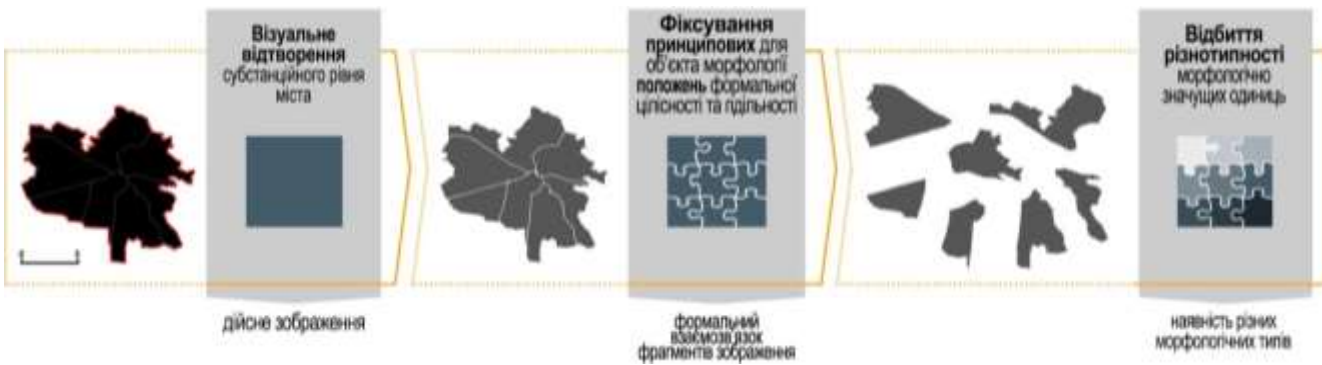 Візуальне
відтворення
субстанційного рівня
міста
дійсне зображення
Фіксування
принципових для
об'єкта морфології
положень формальної
цілісності та подільності
формальний
взаємозв'язок
фрагментів зображення
Відбиття
різнотипності
морфологічно
значущих одиниць
наявність різних
морфологічних типів